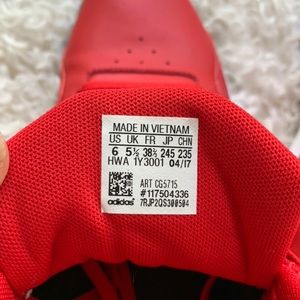 MADE IN VIETNAM
US UK FR JP CHN
6 5½ 38⅔ 245 235
HWA 1Y3001 04/17
ART CG5715
#117504336
adidas 7RJP2QS300504